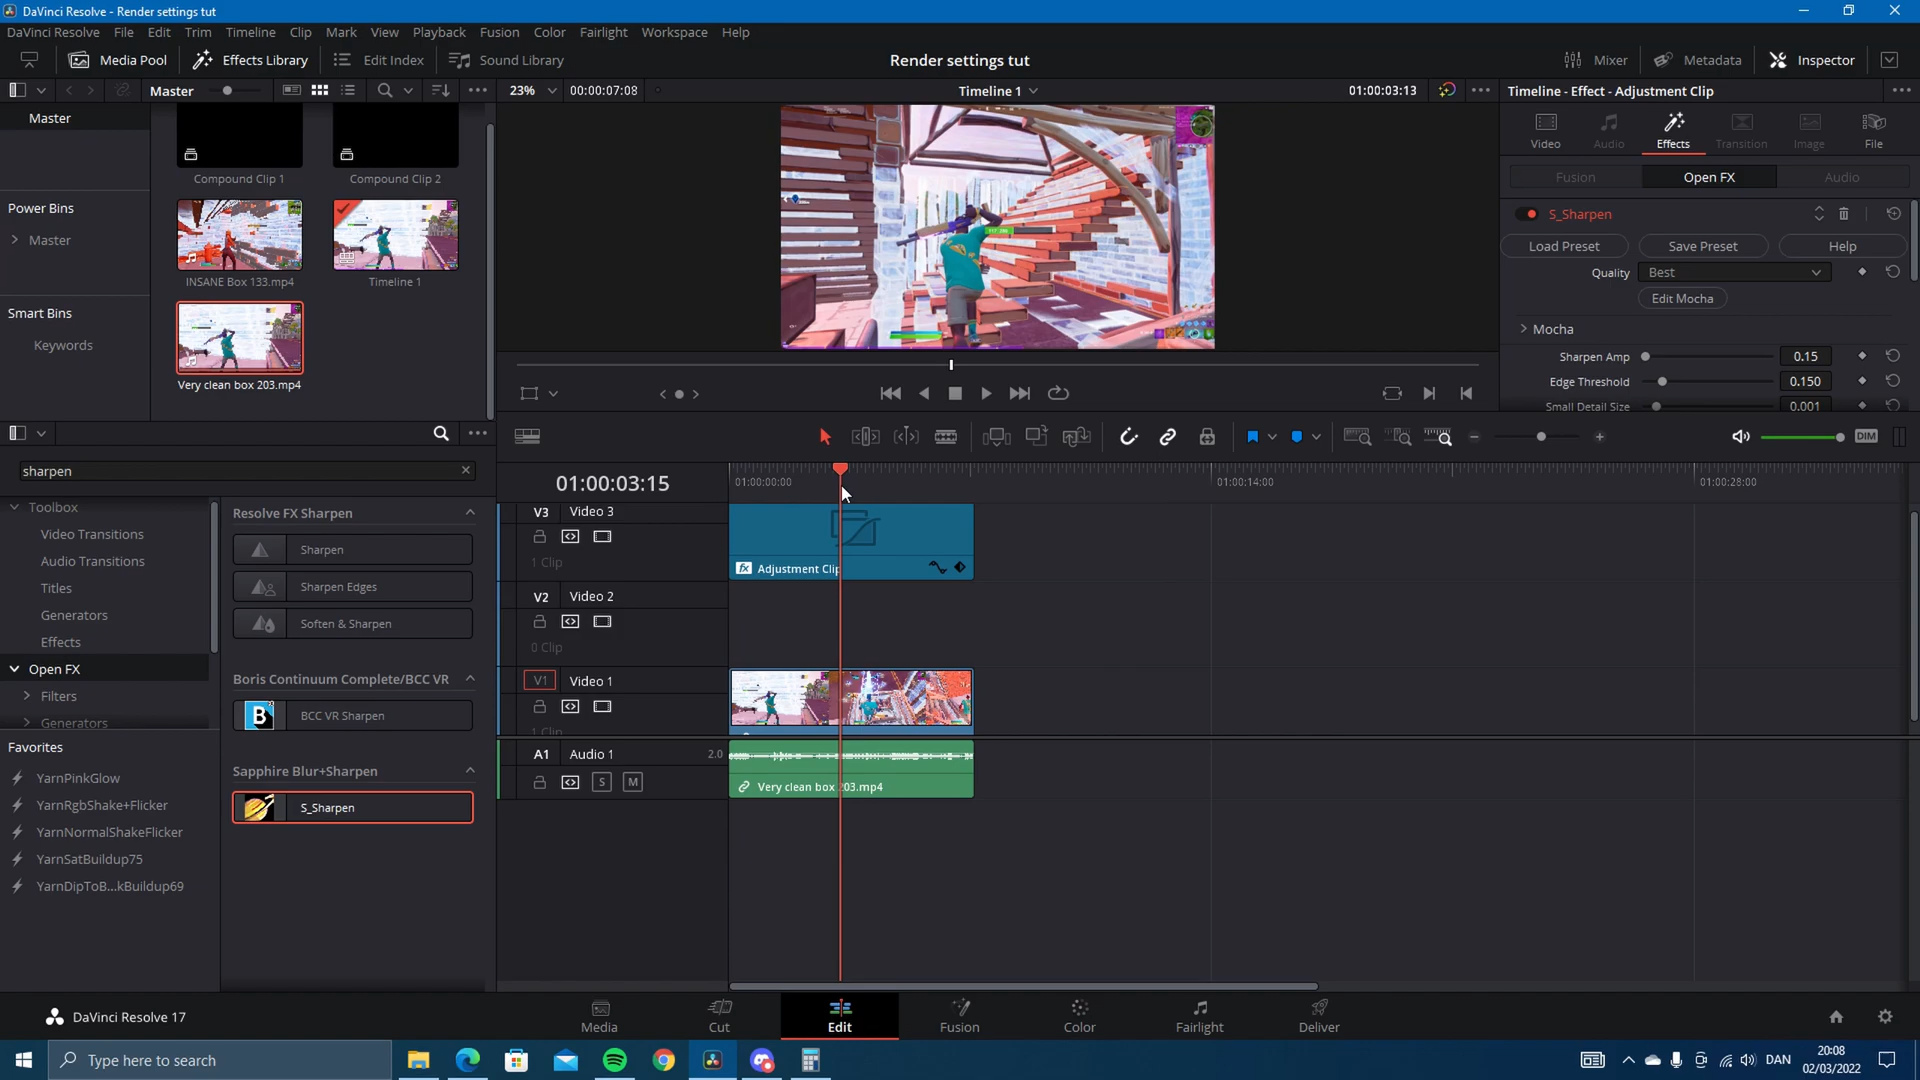 DaVinci Resolve - Render settings tut
DaVinci Resolve File Edit Trim Timeline Clip Mark View Playback Fusion Color Fairlight Workspace Help
Media Pool Effects Library Edit Index Sound Library Render settings tut Mixer Metadata Inspector
Master 23% 00:00:07:08 Timeline 1 01:00:03:13 Timeline - Effect - Adjustment Clip
Master
Power Bins
Master
Smart Bins
Keywords
Compound Clip 1 Compound Clip 2
INSANE Box 133.mp4 Timeline 1
Very clean box 203.mp4
Video Audio Effects Transition Image File
Fusion Open FX Audio
S_Sharpen
Load Preset Save Preset Help
Quality Best
Edit Mocha
Mocha
Sharpen Amp 0.15
Edge Threshold 0.150
Small Detail Size 0.001
DIM
sharpen
Toolbox
Video Transitions
Audio Transitions
Titles
Generators
Effects
Open FX
Filters
Generators
Favorites
YarnPinkGlow
YarnRgbShake+Flicker
YarnNormalShakeFlicker
YarnSatBuildup75
YarnDipToB...kBuildup69
Resolve FX Sharpen
Sharpen
Sharpen Edges
Soften & Sharpen
Boris Continuum Complete/BCC VR
B BCC VR Sharpen
Sapphire Blur+Sharpen
S_Sharpen
01:00:03:15 01:00:00:00 01:00:14:00 01:00:28:00
V3 Video 3
1 Clip
fx Adjustment Clip
V2 Video 2
0 Clip
V1 Video 1
1 Clip
A1 Audio 1 2.0
S M
Very clean box 203.mp4
DaVinci Resolve 17
Media Cut Edit Fusion Color Fairlight Deliver
Type here to search
DAN
20:08
02/03/2022